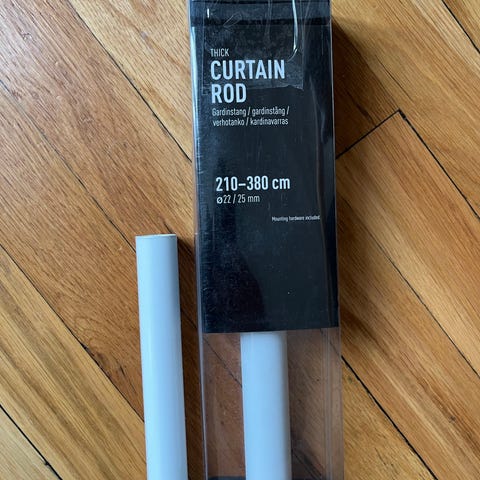 THICK
CURTAIN
ROD
Gardinstang / gardinstång /
verhotanko / kardinavarras
210–380 cm
ø22 / 25 mm
Mounting hardware included